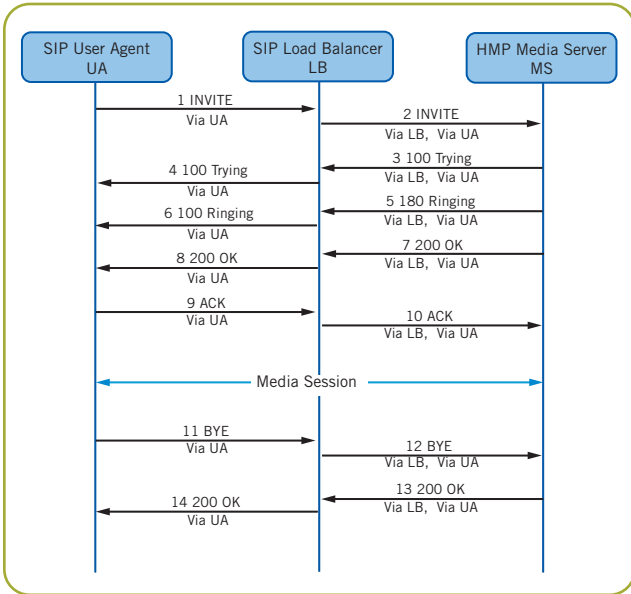 SIP User Agent
UA
SIP Load Balancer
LB
HMP Media Server
MS
1 INVITE
Via UA
2 INVITE
Via LB, Via UA
3 100 Trying
Via LB, Via UA
4 100 Trying
Via UA
5 180 Ringing
Via LB, Via UA
6 100 Ringing
Via UA
7 200 OK
Via LB, Via UA
8 200 OK
Via UA
9 ACK
Via UA
10 ACK
Via LB, Via UA
Media Session
11 BYE
Via UA
12 BYE
Via LB, Via UA
13 200 OK
Via LB, Via UA
14 200 OK
Via UA